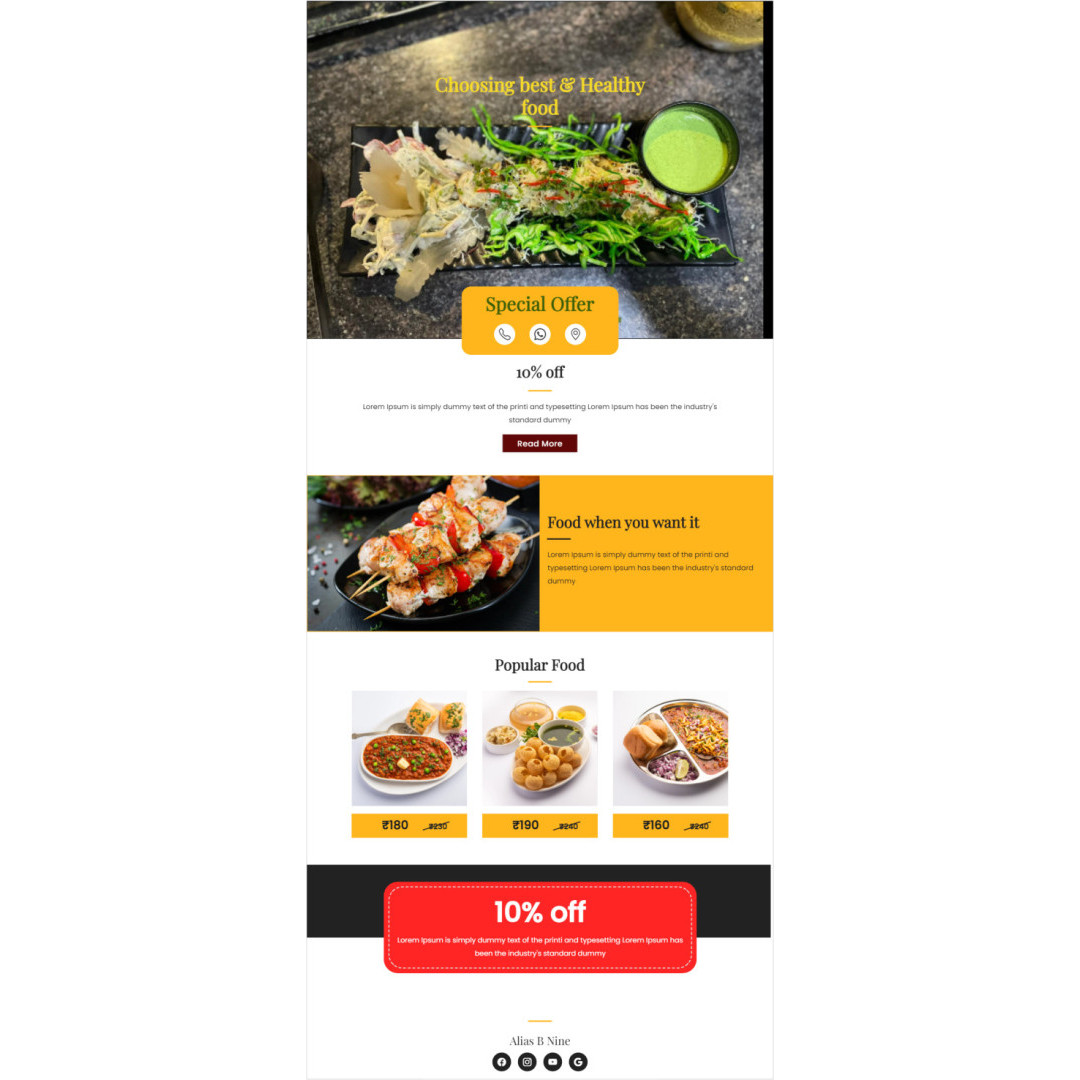 Choosing best & Healthy
food
Special Offer
10% off
Lorem Ipsum is simply dummy text of the printi and typesetting Lorem Ipsum has been the industry's
standard dummy
Read More
Food when you want it
Lorem Ipsum is simply dummy text of the printi and
typesetting Lorem Ipsum has been the industry's standard
dummy
Popular Food
₹180 ₹230
₹190 ₹240
₹160 ₹240
10% off
Lorem Ipsum is simply dummy text of the printi and typesetting Lorem Ipsum has
been the industry's standard dummy
Alias B Nine